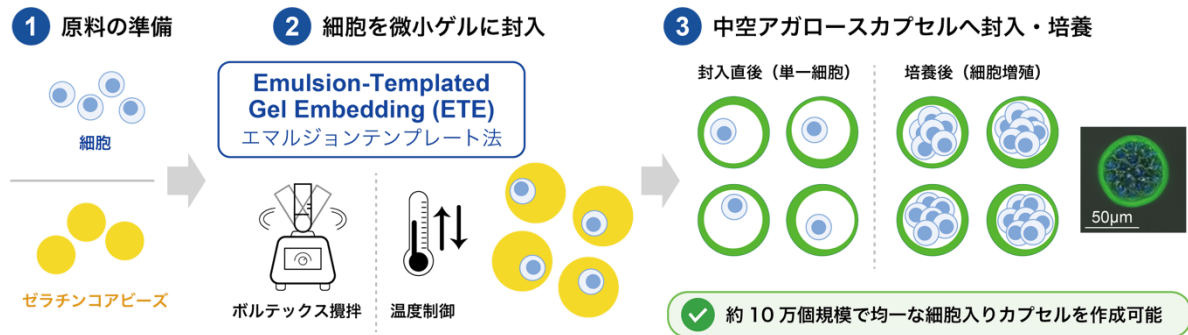 1 原料の準備
細胞
ゼラチンコアビーズ
2 細胞を微小ゲルに封入
Emulsion-Templated
Gel Embedding (ETE)
エマルジョンテンプレート法
ボルテックス攪拌
温度制御
3 中空アガロースカプセルへ封入・培養
封入直後（単一細胞）
培養後（細胞増殖）
50μm
約10万個規模で均一な細胞入りカプセルを作成可能